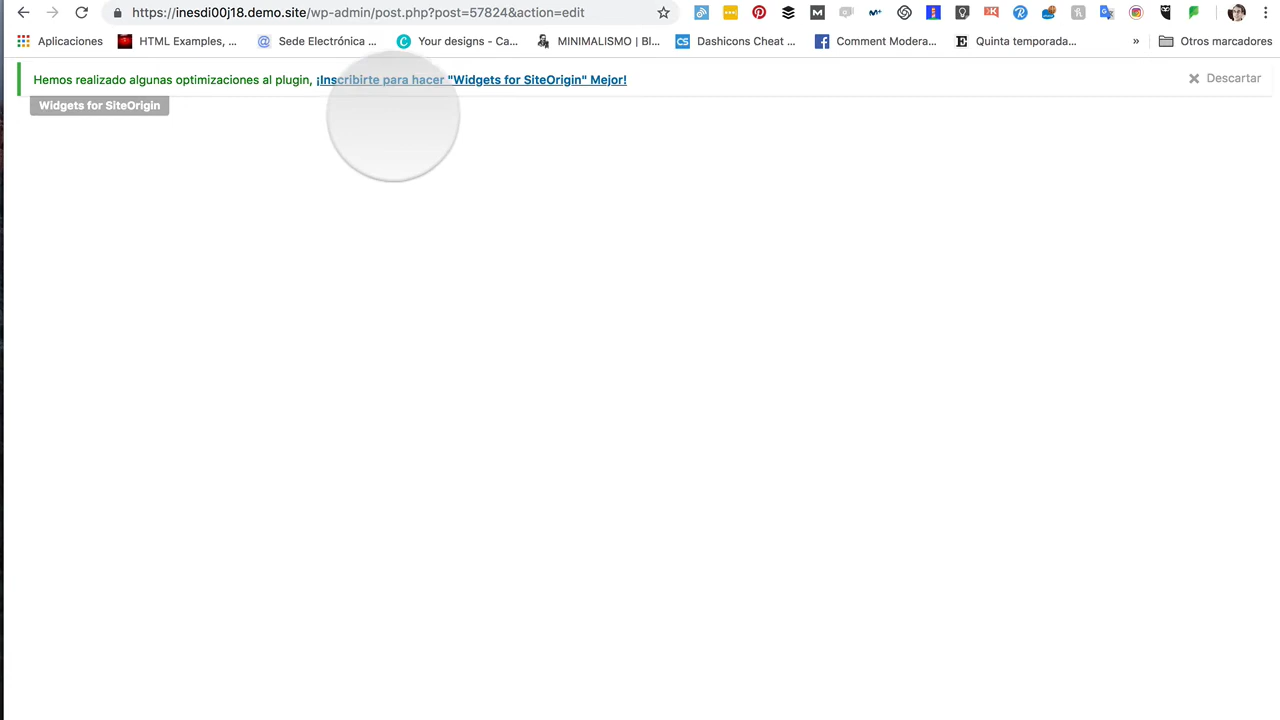 https://inesdi00j18.demo.site/wp-admin/post.php?post=57824&action=edit
Aplicaciones HTML Examples, ... Sede Electrónica ... Your designs - Ca... MINIMALISMO | Bl... Dashicons Cheat ... Comment Modera... Quinta temporada... » Otros marcadores
Hemos realizado algunas optimizaciones al plugin, ¡Inscribirte para hacer "Widgets for SiteOrigin" Mejor! Descartar
Widgets for SiteOrigin